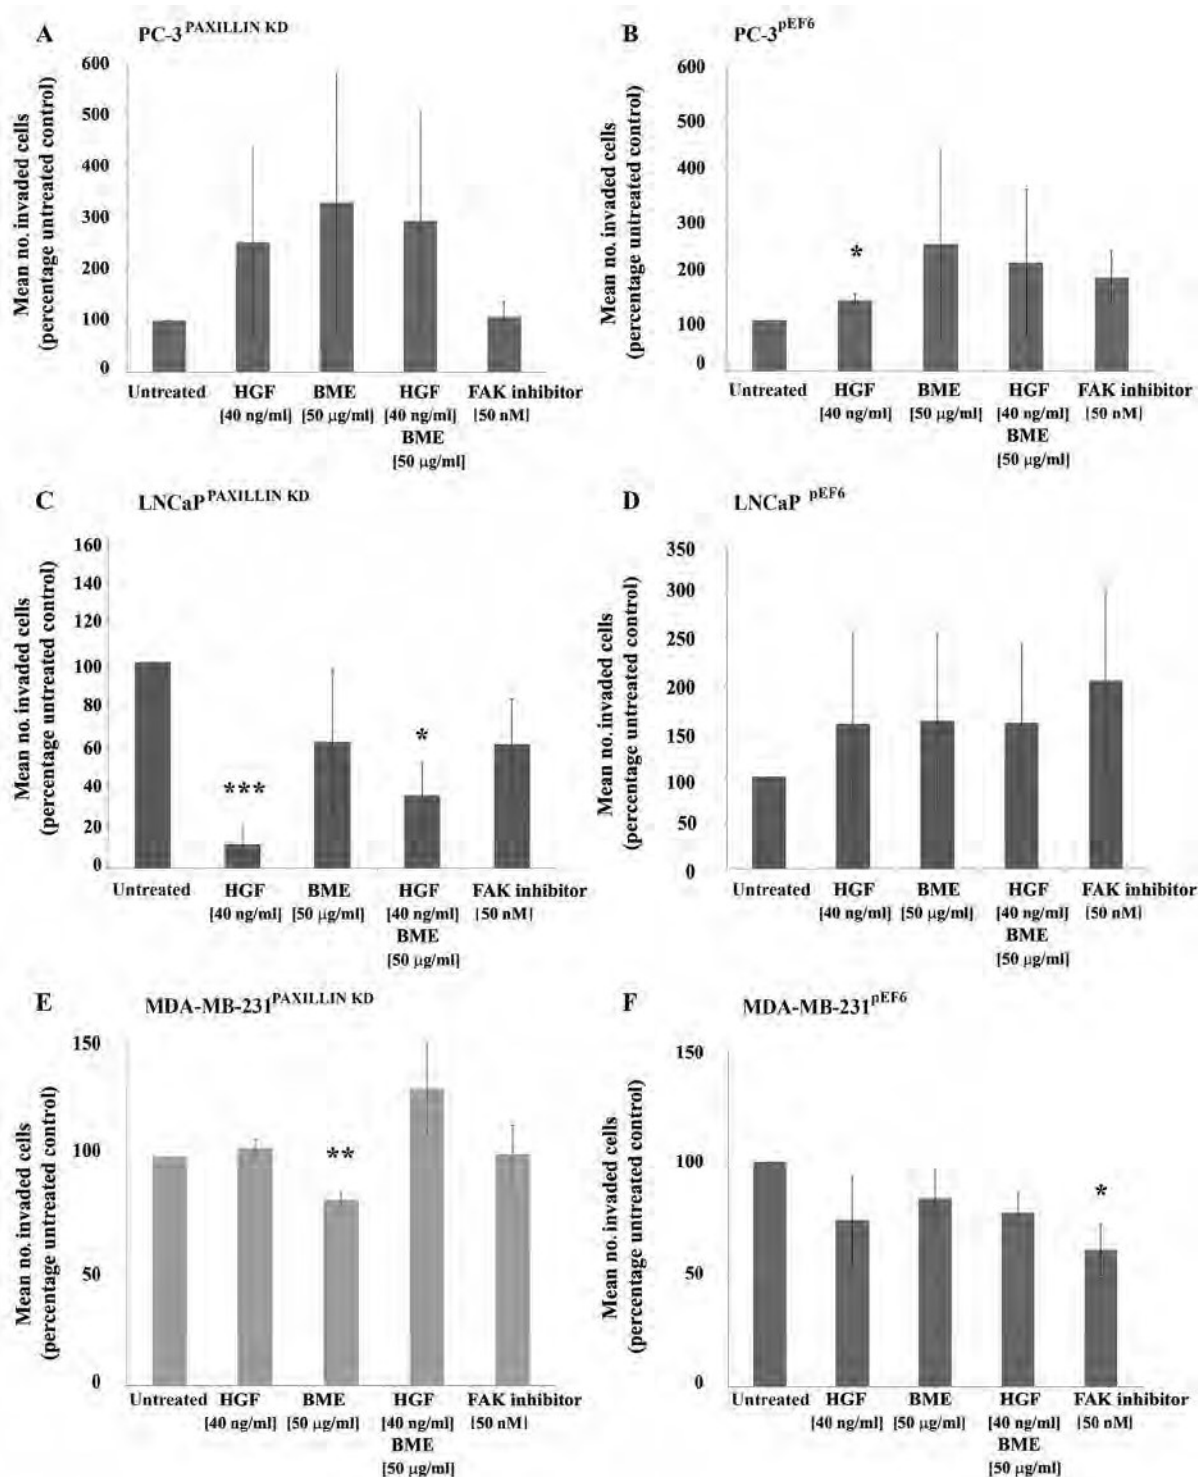 A
PC-3 PAXILLIN KD
Mean no. invaded cells
(percentage untreated control)
600
500
400
300
200
100
0
Untreated
HGF
[40 ng/ml]
BME
[50 µg/ml]
HGF
[40 ng/ml]
BME
[50 µg/ml]
FAK inhibitor
[50 nM]
B
PC-3 pEF6
Mean no. invaded cells
(percentage untreated control)
600
500
400
300
200
100
0
*
Untreated
HGF
[40 ng/ml]
BME
[50 µg/ml]
HGF
[40 ng/ml]
BME
[50 µg/ml]
FAK inhibitor
[50 nM]
C
LNCaP PAXILLIN KD
Mean no. invaded cells
(percentage untreated control)
160
140
120
100
80
60
40
20
0
***
*
Untreated
HGF
[40 ng/ml]
BME
[50 µg/ml]
HGF
[40 ng/ml]
BME
[50 µg/ml]
FAK inhibitor
[50 nM]
D
LNCaP pEF6
Mean no. invaded cells
(percentage untreated control)
350
300
250
200
150
100
50
0
Untreated
HGF
[40 ng/ml]
BME
[50 µg/ml]
HGF
[40 ng/ml]
BME
[50 µg/ml]
FAK inhibitor
[50 nM]
E
MDA-MB-231 PAXILLIN KD
Mean no. invaded cells
(percentage untreated control)
150
100
50
0
**
Untreated
HGF
[40 ng/ml]
BME
[50 µg/ml]
HGF
[40 ng/ml]
BME
[50 µg/ml]
FAK inhibitor
[50 nM]
F
MDA-MB-231 pEF6
Mean no. invaded cells
(percentage untreated control)
150
100
50
0
*
Untreated
HGF
[40 ng/ml]
BME
[50 µg/ml]
HGF
[40 ng/ml]
BME
[50 µg/ml]
FAK inhibitor
[50 nM]